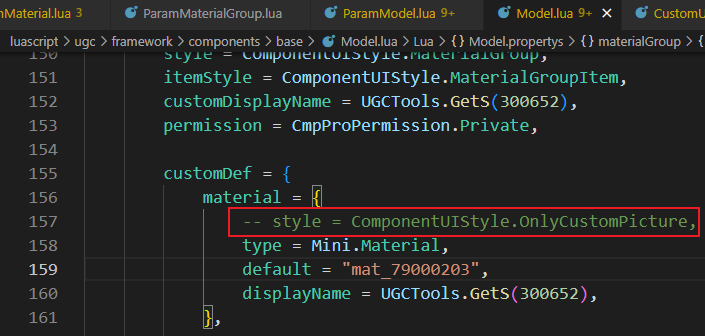 nMaterial.lua 3 ParamMaterialGroup.lua ParamModel.lua 9+ Model.lua 9+ × CustomU
luascript > ugc > framework > components > base > Model.lua > Lua > {} Model.propertys > {} materialGroup > {}
150 style = ComponentUIStyle.MaterialGroup,
151 itemStyle = ComponentUIStyle.MaterialGroupItem,
152 customDisplayName = UGCTools.GetS(300652),
153 permission = CmpProPermission.Private,
154
155 customDef = {
156 material = {
157 -- style = ComponentUIStyle.OnlyCustomPicture,
158 type = Mini.Material,
159 default = "mat_79000203",
160 displayName = UGCTools.GetS(300652),
161 },